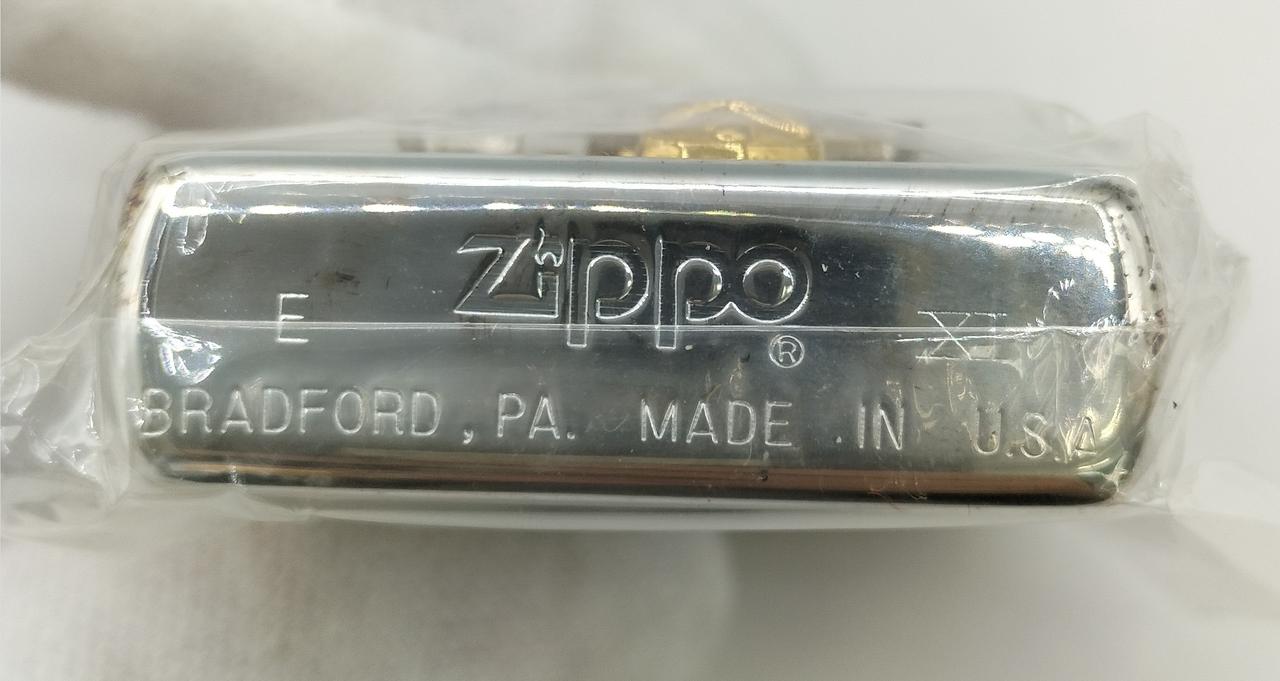 Zippo
®
E XI
BRADFORD, PA. MADE IN U.S.A